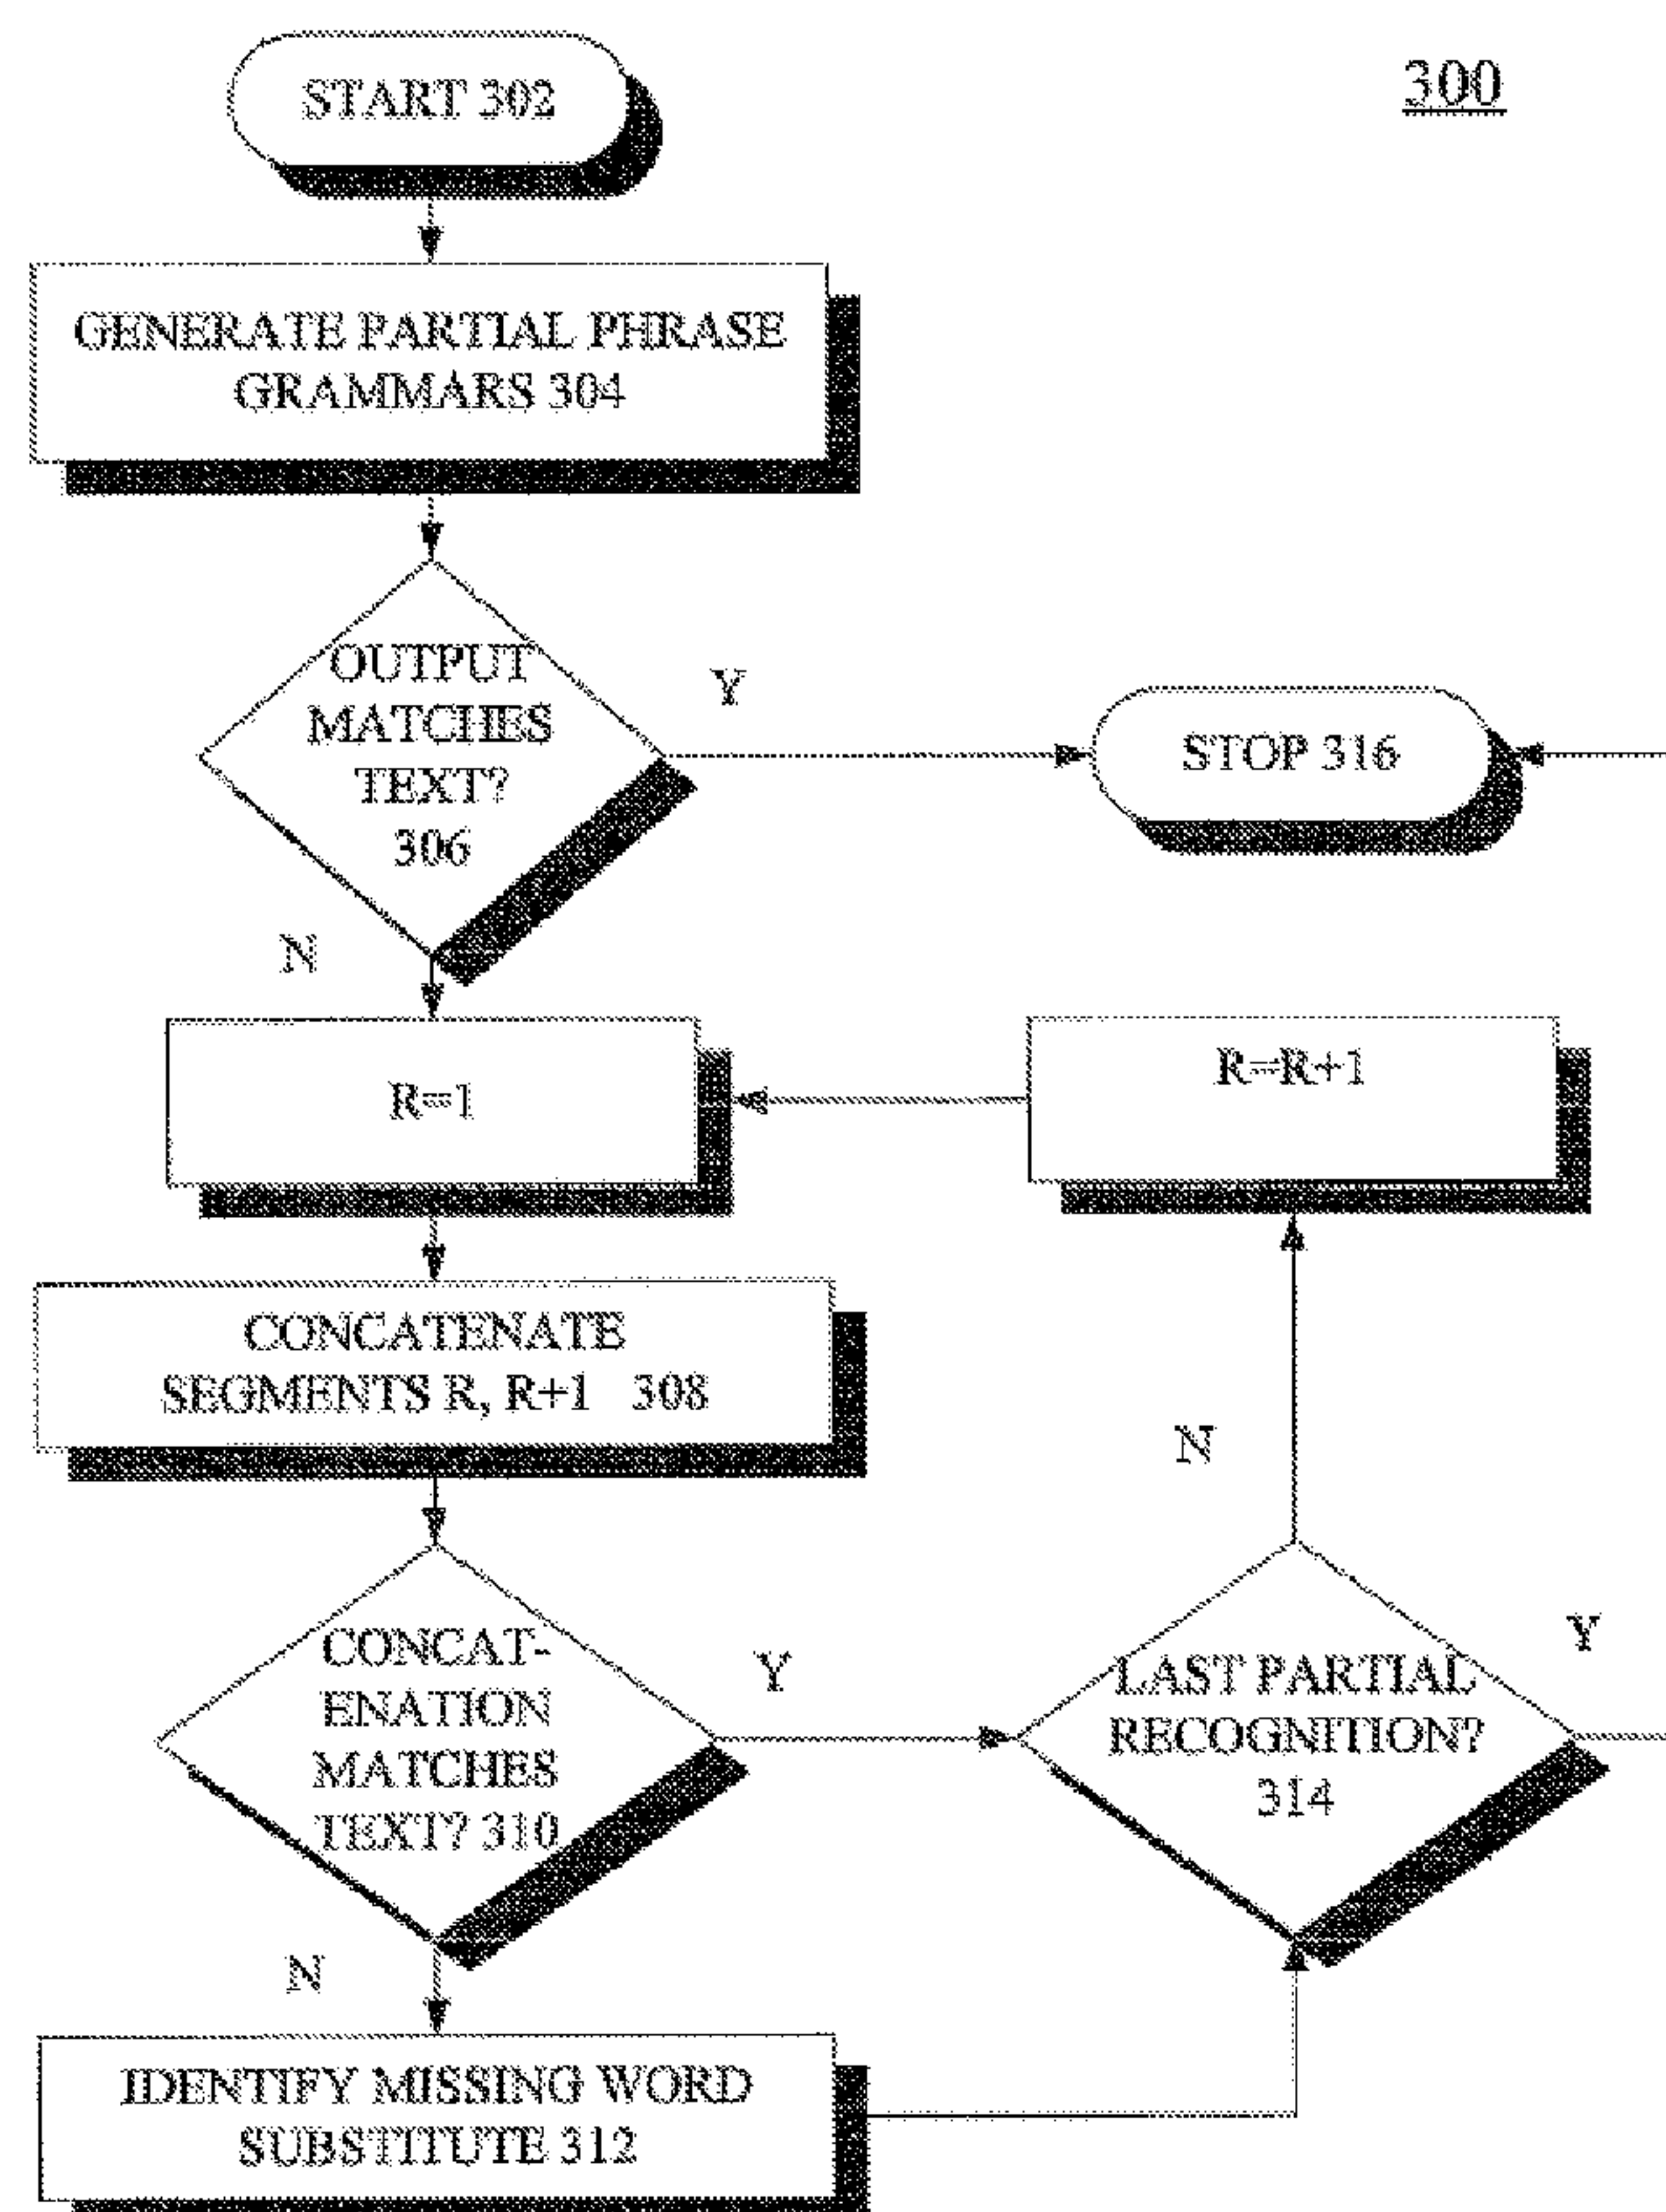 300
START 302
GENERATE PARTIAL PHRASE
GRAMMARS 304
OUTPUT
MATCHES
TEXT?
306
Y
STOP 316
N
R=1
R=R+1
CONCATENATE
SEGMENTS R, R+1 308
N
CONCAT-
ENATION
MATCHES
TEXT? 310
Y
LAST PARTIAL
RECOGNITION?
314
Y
N
IDENTIFY MISSING WORD
SUBSTITUTE 312